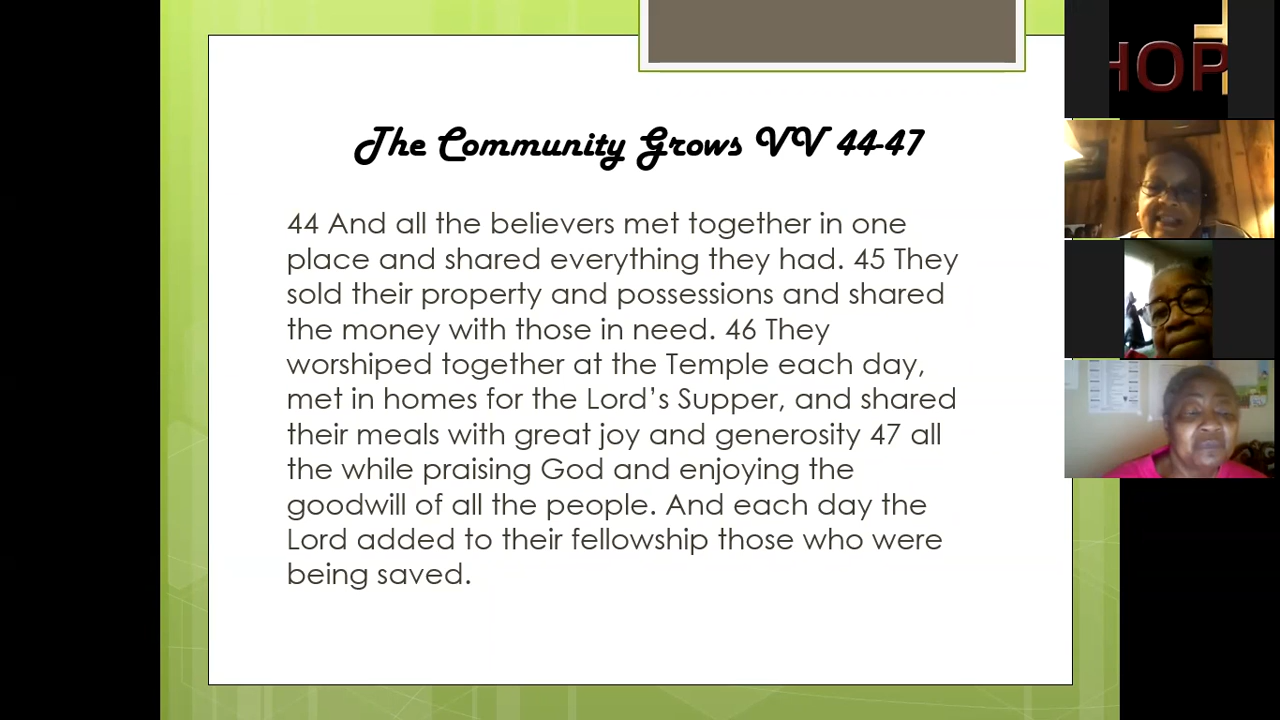 The Community Grows VV 44-47
44 And all the believers met together in one
place and shared everything they had. 45 They
sold their property and possessions and shared
the money with those in need. 46 They
worshiped together at the Temple each day,
met in homes for the Lord’s Supper, and shared
their meals with great joy and generosity 47 all
the while praising God and enjoying the
goodwill of all the people. And each day the
Lord added to their fellowship those who were
being saved.
HOP